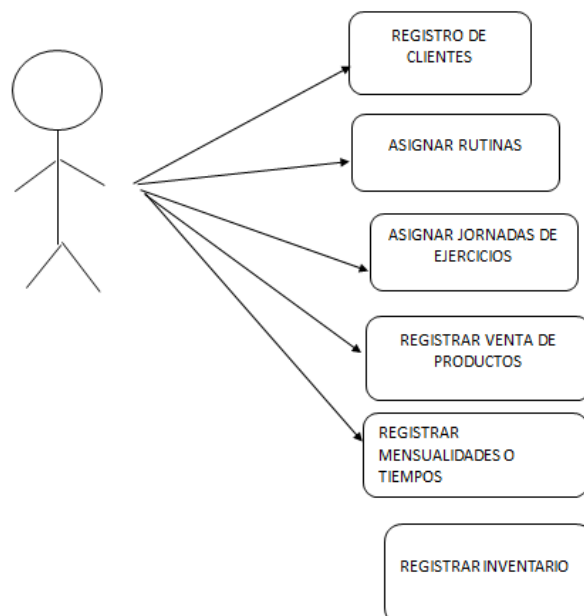 REGISTRO DE
CLIENTES
ASIGNAR RUTINAS
ASIGNAR JORNADAS DE
EJERCICIOS
REGISTRAR VENTA DE
PRODUCTOS
REGISTRAR
MENSUALIDADES O
TIEMPOS
REGISTRAR INVENTARIO